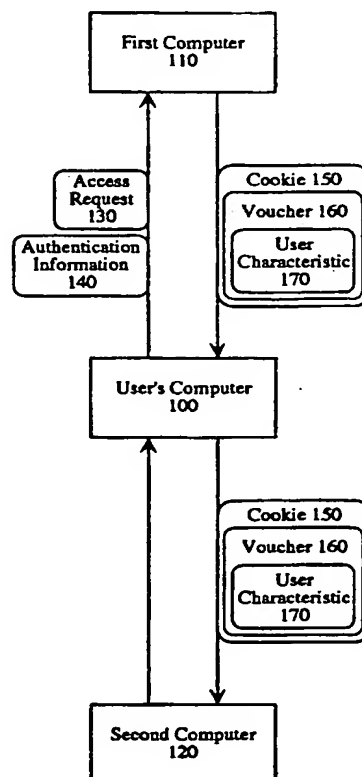 First Computer
110
Access
Request
130
Authentication
Information
140
Cookie 150
Voucher 160
User
Characteristic
170
User's Computer
100
Cookie 150
Voucher 160
User
Characteristic
170
Second Computer
120